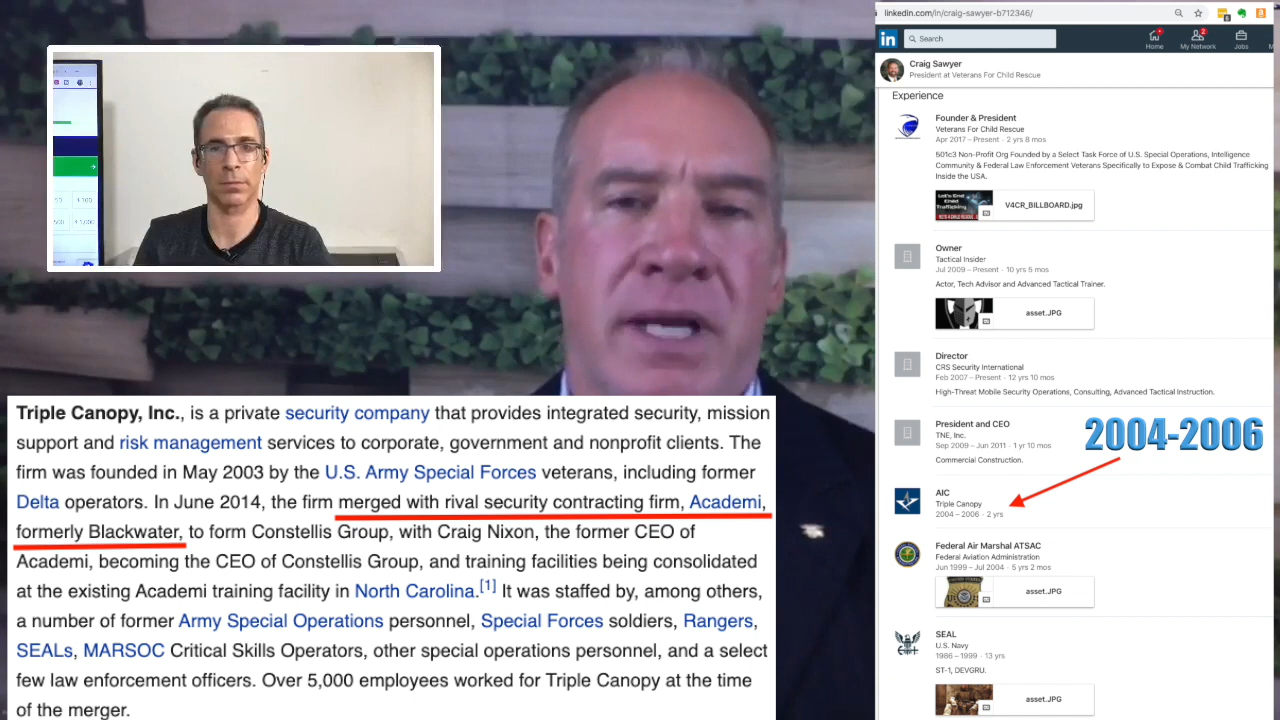 Triple Canopy, Inc., is a private security company that provides integrated security, mission
support and risk management services to corporate, government and nonprofit clients. The
firm was founded in May 2003 by the U.S. Army Special Forces veterans, including former
Delta operators. In June 2014, the firm merged with rival security contracting firm, Academi,
formerly Blackwater, to form Constellis Group, with Craig Nixon, the former CEO of
Academi, becoming the CEO of Constellis Group, and training facilities being consolidated
at the existing Academi training facility in North Carolina.[1] It was staffed by, among others,
a number of former Army Special Operations personnel, Special Forces soldiers, Rangers,
SEALs, MARSOC Critical Skills Operators, other special operations personnel, and a select
few law enforcement officers. Over 5,000 employees worked for Triple Canopy at the time
of the merger.
linkedin.com/in/craig-sawyer-b712346/
in Search
Home My Network Jobs
Craig Sawyer
President at Veterans For Child Rescue
Experience
Founder & President
Veterans For Child Rescue
Apr 2017 – Present · 2 yrs 8 mos
501c3 Non-Profit Org Founded by a Select Task Force of U.S. Special Operations, Intelligence
Community & Federal Law Enforcement Veterans Specifically to Expose & Combat Child Trafficking
Inside the USA.
Let's End
Child
Trafficking
V4CR_BILLBOARD.jpg
Owner
Tactical Insider
Jul 2009 – Present · 10 yrs 5 mos
Actor, Tech Advisor and Advanced Tactical Trainer.
asset.JPG
Director
CRS Security International
Feb 2007 – Present · 12 yrs 10 mos
High-Threat Mobile Security Operations, Consulting, Advanced Tactical Instruction.
President and CEO
TNE, Inc.
Sep 2009 – Jun 2011 · 1 yr 10 mos
Commercial Construction.
2004-2006
AIC
Triple Canopy
2004 – 2006 · 2 yrs
Federal Air Marshal ATSAC
Federal Aviation Administration
Jun 1999 – Jul 2004 · 5 yrs 2 mos
asset.JPG
SEAL
U.S. Navy
1986 – 1999 · 13 yrs
ST-1, DEVGRU.
asset.JPG